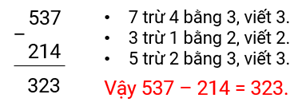 537
–
214
323
• 7 trừ 4 bằng 3, viết 3.
• 3 trừ 1 bằng 2, viết 2.
• 5 trừ 2 bằng 3, viết 3.
Vậy 537 – 214 = 323.